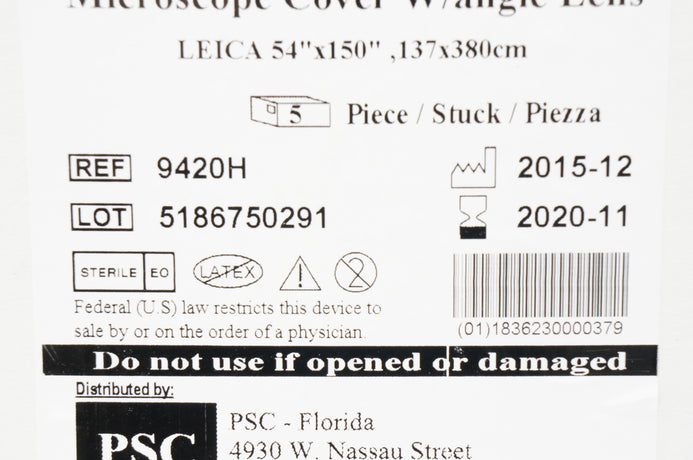 Microscope Cover W/angle Lens
LEICA 54"x150" ,137x380cm
5 Piece / Stuck / Piezza
REF 9420H 2015-12
LOT 5186750291 2020-11
STERILE EO LATEX 2
Federal (U.S) law restricts this device to
sale by or on the order of a physician.
(01)1836230000379
Do not use if opened or damaged
Distributed by:
PSC
PSC - Florida
4930 W. Nassau Street